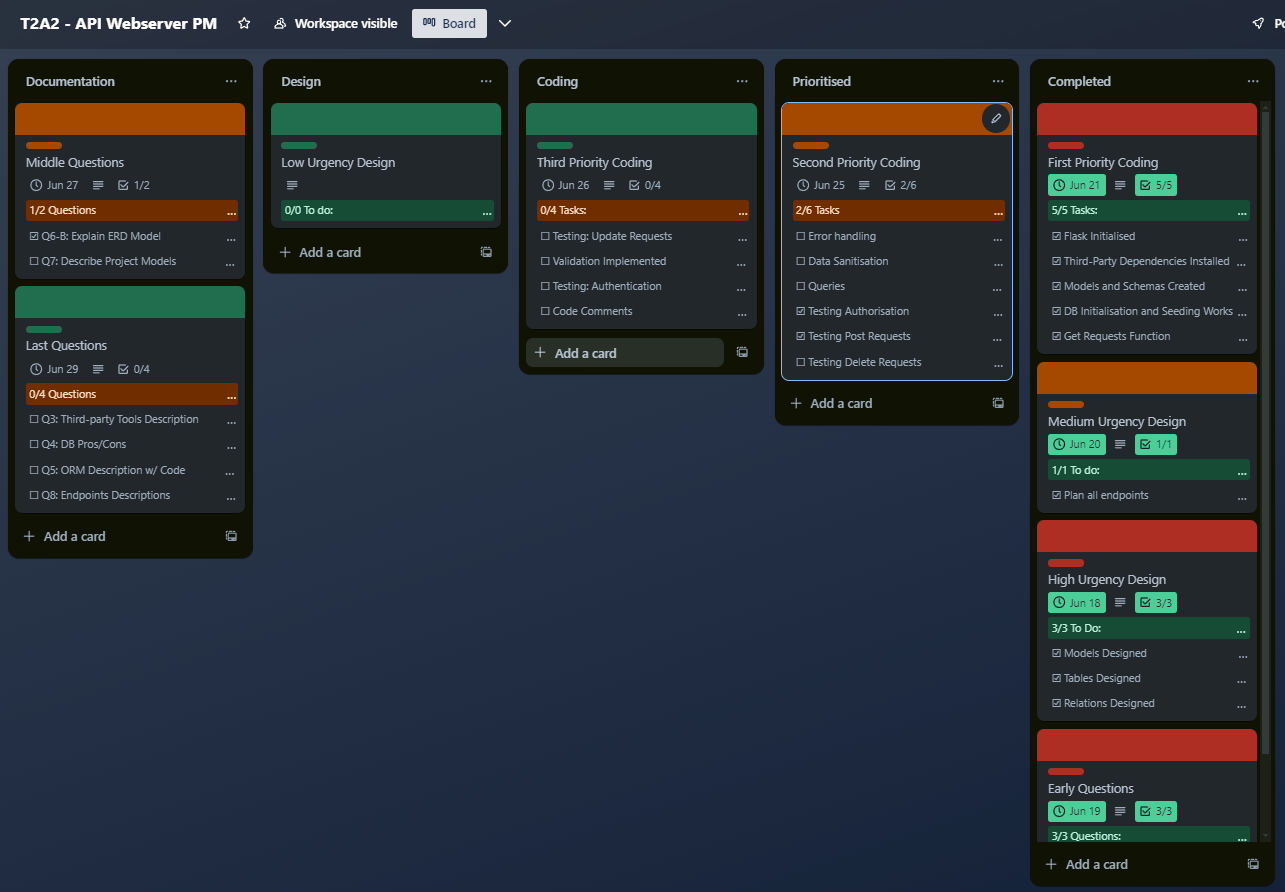 T2A2 - API Webserver PM
Workspace visible
Board
Documentation
Middle Questions
Jun 27
1/2
1/2 Questions
Q6-B: Explain ERD Model
Q7: Describe Project Models
Last Questions
Jun 29
0/4
0/4 Questions
Q3: Third-party Tools Description
Q4: DB Pros/Cons
Q5: ORM Description w/ Code
Q8: Endpoints Descriptions
Add a card
Design
Low Urgency Design
0/0 To do:
Add a card
Coding
Third Priority Coding
Jun 26
0/4
0/4 Tasks:
Testing: Update Requests
Validation Implemented
Testing: Authentication
Code Comments
Add a card
Prioritised
Second Priority Coding
Jun 25
2/6
2/6 Tasks
Error handling
Data Sanitisation
Queries
Testing Authorisation
Testing Post Requests
Testing Delete Requests
Add a card
Completed
First Priority Coding
Jun 21
5/5
5/5 Tasks:
Flask Initialised
Third-Party Dependencies Installed
Models and Schemas Created
DB Initialisation and Seeding Works
Get Requests Function
Medium Urgency Design
Jun 20
1/1
1/1 To do:
Plan all endpoints
High Urgency Design
Jun 18
3/3
3/3 To Do:
Models Designed
Tables Designed
Relations Designed
Early Questions
Jun 19
3/3
3/3 Questions:
Add a card